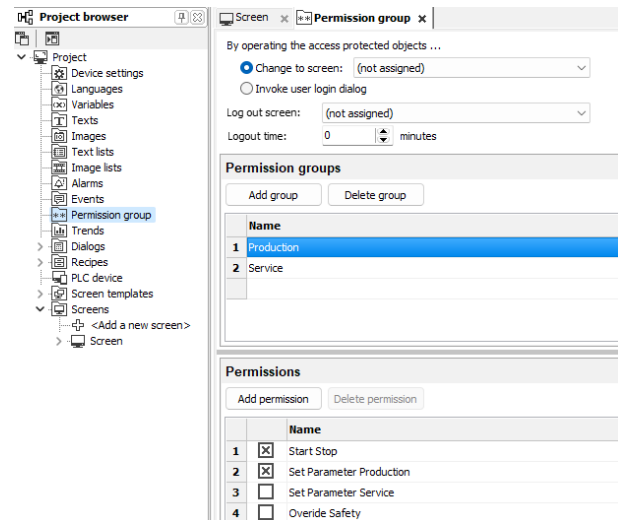 Project browser
Project
Device settings
Languages
Variables
Texts
Images
Text lists
Image lists
Alarms
Events
Permission group
Trends
Dialogs
Recipes
PLC device
Screen templates
Screens
<Add a new screen>
Screen
Screen
Permission group
By operating the access protected objects ...
Change to screen: (not assigned)
Invoke user login dialog
Log out screen: (not assigned)
Logout time: 0 minutes
Permission groups
Add group Delete group
Name
1 Production
2 Service
Permissions
Add permission Delete permission
Name
1 Start Stop
2 Set Parameter Production
3 Set Parameter Service
4 Overide Safety